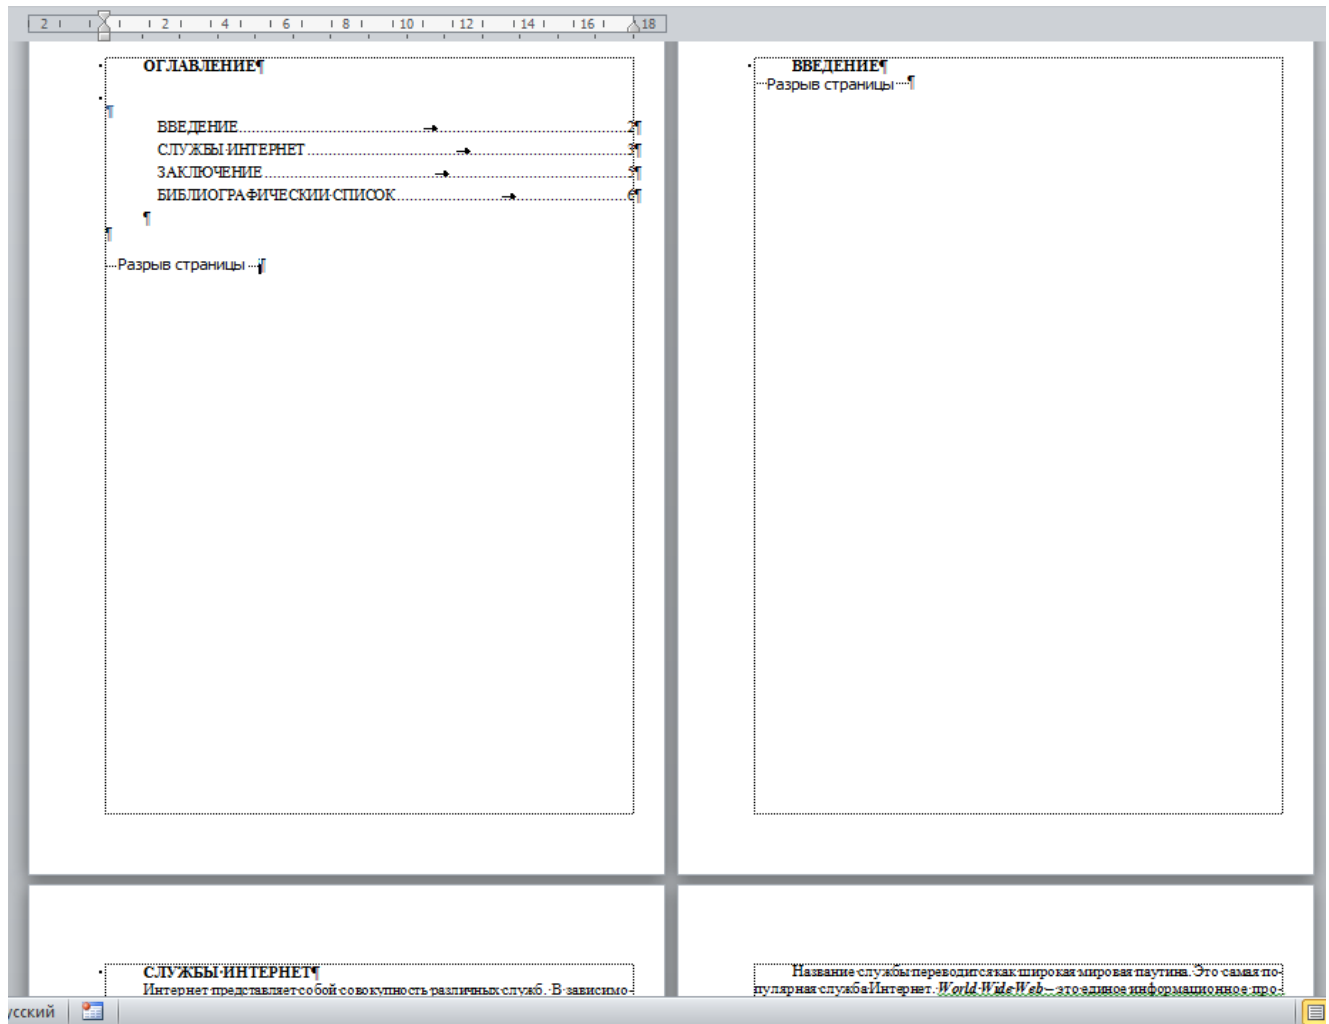 2 2 4 6 8 10 12 14 16 18
ОГЛАВЛЕНИЕ¶
¶
ВВЕДЕНИЕ → 2¶
СЛУЖБЫ·ИНТЕРНЕТ → 3¶
ЗАКЛЮЧЕНИЕ → 5¶
БИБЛИОГРАФИЧЕСКИЙ·СПИСОК → 6¶
¶
¶
Разрыв страницы ¶
ВВЕДЕНИЕ¶
Разрыв страницы ¶
СЛУЖБЫ·ИНТЕРНЕТ¶
Интернет·представляет·собой·совокупность·различных·служб.·В·зависимо-
Название·службы·переводится·как·широкая·мировая·паутина.·Это·самая·по-
пулярная·служба·Интернет.·World·Wide·Web·–·это·единое·информационное·про-
усский